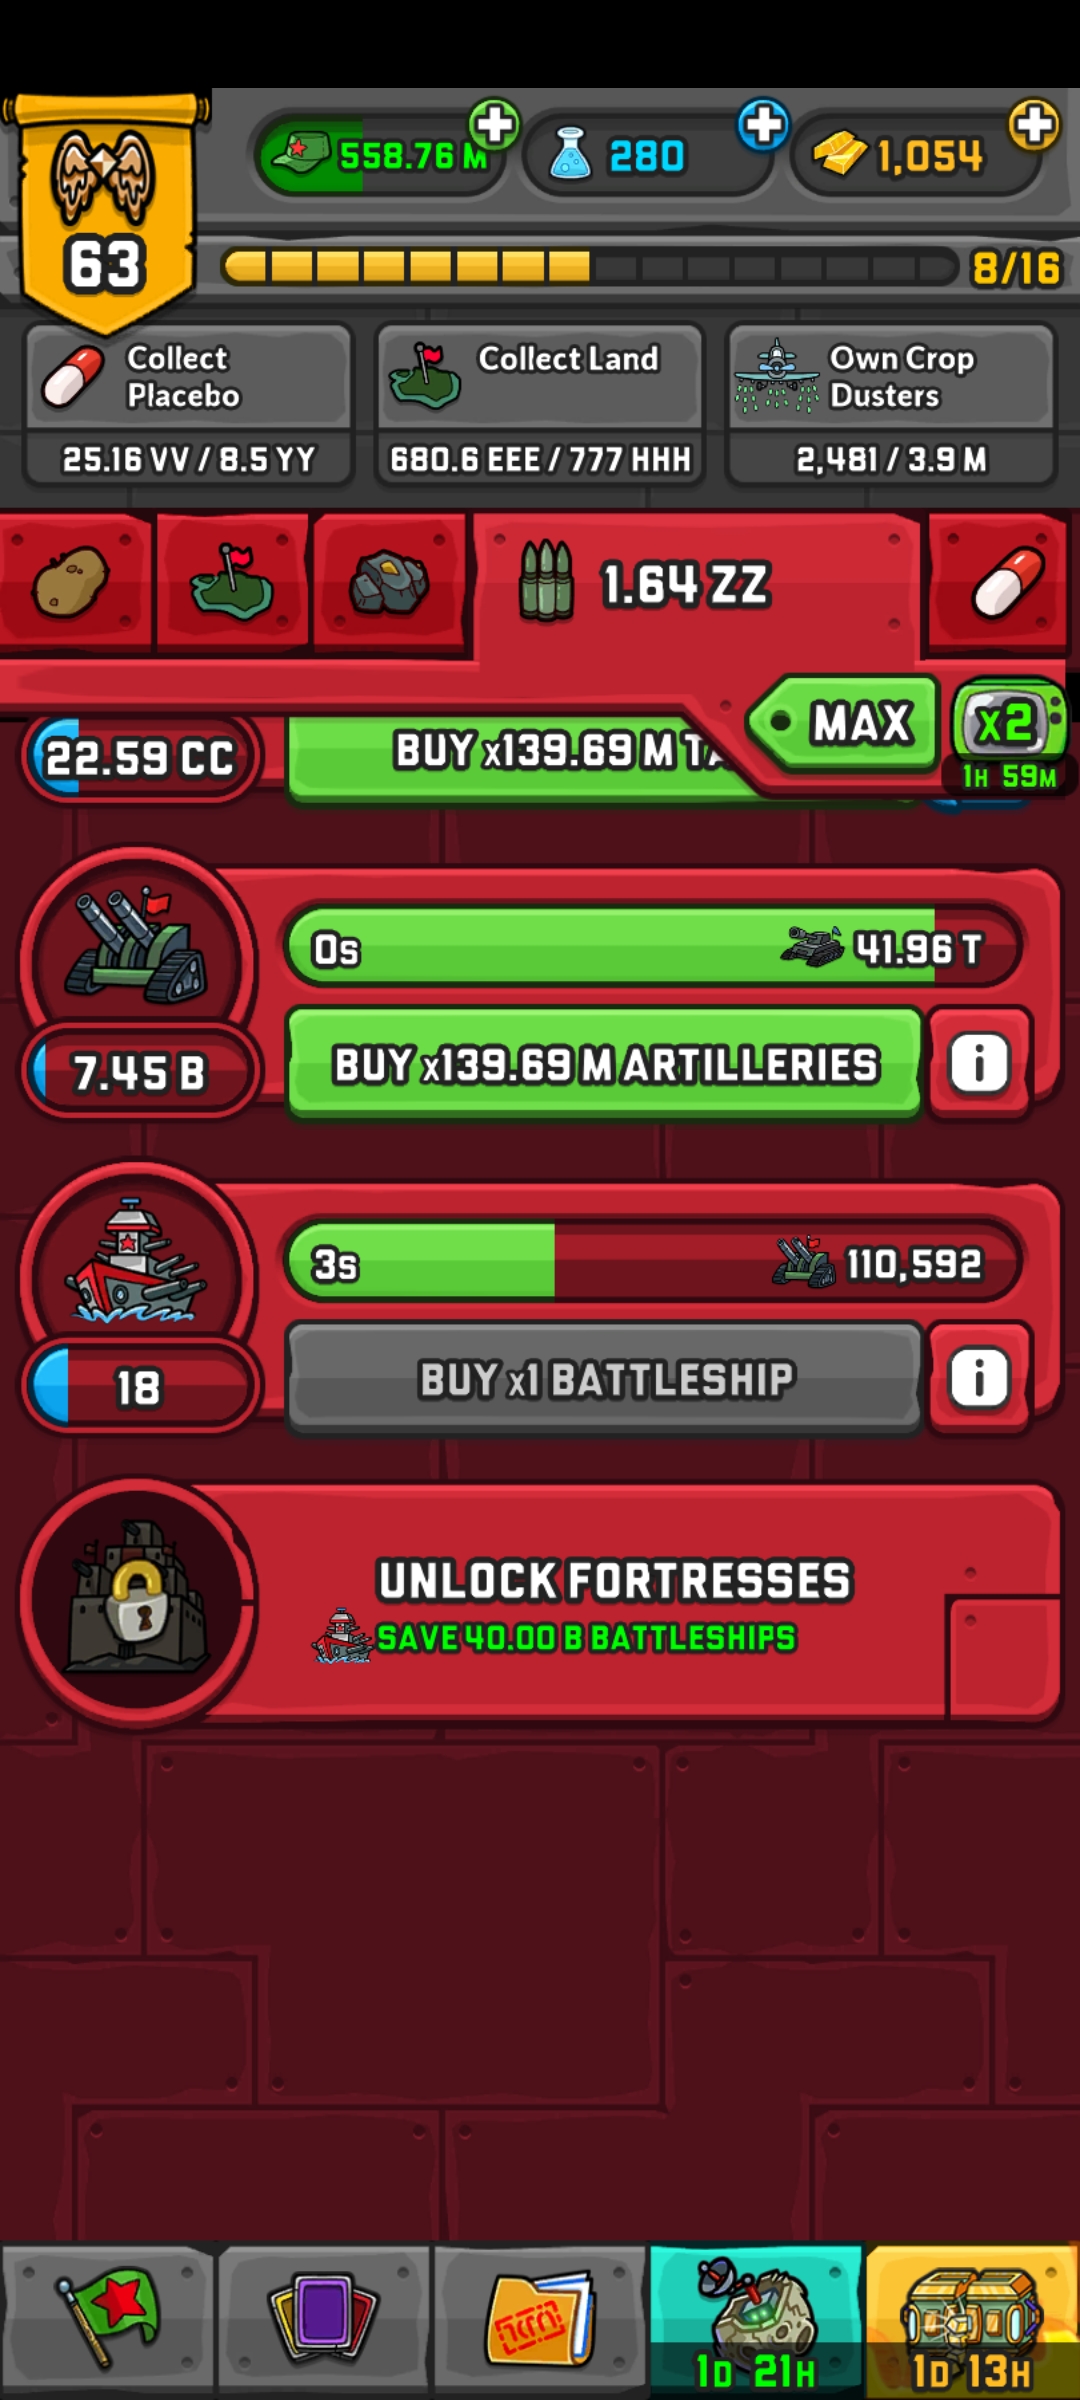 558.76 M
280
1,054
63
8/16
Collect
Placebo
25.16 VV / 8.5 YY
Collect Land
680.6 EEE / 777 HHH
Own Crop
Dusters
2,481 / 3.9 M
1.64 ZZ
MAX
x2
1H 59M
22.59 CC
BUY x139.69 M
0s
41.96 T
7.45 B
BUY x139.69 M ARTILLERIES
i
3s
110,592
18
BUY x1 BATTLESHIP
i
UNLOCK FORTRESSES
SAVE 40.00 B BATTLESHIPS
1D 21H
1D 13H